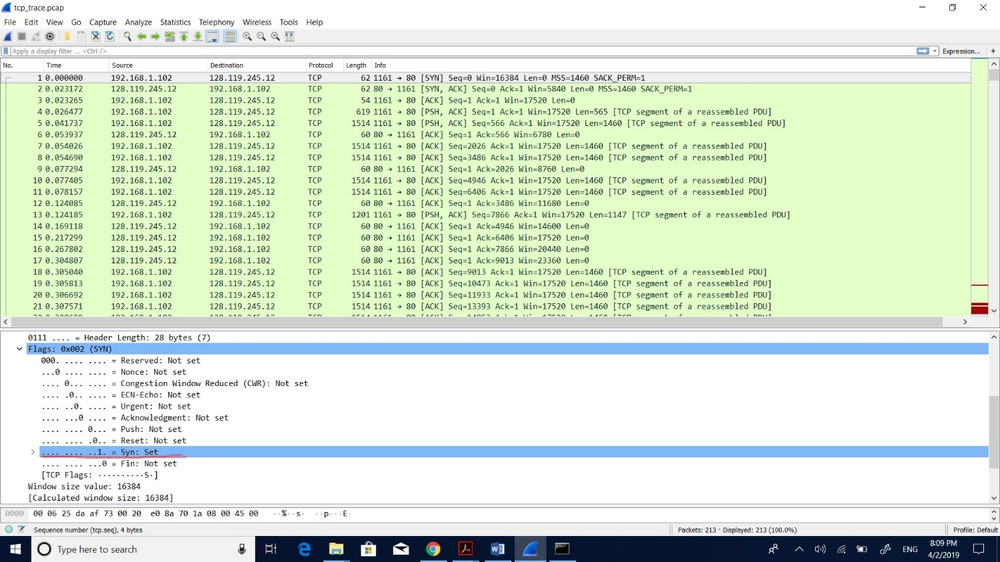 tcp_trace.pcap
File Edit View Go Capture Analyze Statistics Telephony Wireless Tools Help
Apply a display filter ... <Ctrl-/> Expression... +
No. Time Source Destination Protocol Length Info
1 0.000000 192.168.1.102 128.119.245.12 TCP 62 1161 → 80 [SYN] Seq=0 Win=16384 Len=0 MSS=1460 SACK_PERM=1
2 0.023172 128.119.245.12 192.168.1.102 TCP 62 80 → 1161 [SYN, ACK] Seq=0 Ack=1 Win=5840 Len=0 MSS=1460 SACK_PERM=1
3 0.023265 192.168.1.102 128.119.245.12 TCP 54 1161 → 80 [ACK] Seq=1 Ack=1 Win=17520 Len=0
4 0.026477 192.168.1.102 128.119.245.12 TCP 619 1161 → 80 [PSH, ACK] Seq=1 Ack=1 Win=17520 Len=565 [TCP segment of a reassembled PDU]
5 0.041737 192.168.1.102 128.119.245.12 TCP 1514 1161 → 80 [PSH, ACK] Seq=566 Ack=1 Win=17520 Len=1460 [TCP segment of a reassembled PDU]
6 0.053937 128.119.245.12 192.168.1.102 TCP 60 80 → 1161 [ACK] Seq=1 Ack=566 Win=6780 Len=0
7 0.054026 192.168.1.102 128.119.245.12 TCP 1514 1161 → 80 [ACK] Seq=2026 Ack=1 Win=17520 Len=1460 [TCP segment of a reassembled PDU]
8 0.054690 192.168.1.102 128.119.245.12 TCP 1514 1161 → 80 [ACK] Seq=3486 Ack=1 Win=17520 Len=1460 [TCP segment of a reassembled PDU]
9 0.077294 128.119.245.12 192.168.1.102 TCP 60 80 → 1161 [ACK] Seq=1 Ack=2026 Win=8760 Len=0
10 0.077405 192.168.1.102 128.119.245.12 TCP 1514 1161 → 80 [ACK] Seq=4946 Ack=1 Win=17520 Len=1460 [TCP segment of a reassembled PDU]
11 0.078157 192.168.1.102 128.119.245.12 TCP 1514 1161 → 80 [ACK] Seq=6406 Ack=1 Win=17520 Len=1460 [TCP segment of a reassembled PDU]
12 0.124085 128.119.245.12 192.168.1.102 TCP 60 80 → 1161 [ACK] Seq=1 Ack=3486 Win=11680 Len=0
13 0.124185 192.168.1.102 128.119.245.12 TCP 1201 1161 → 80 [PSH, ACK] Seq=7866 Ack=1 Win=17520 Len=1147 [TCP segment of a reassembled PDU]
14 0.169118 128.119.245.12 192.168.1.102 TCP 60 80 → 1161 [ACK] Seq=1 Ack=4946 Win=14600 Len=0
15 0.217299 128.119.245.12 192.168.1.102 TCP 60 80 → 1161 [ACK] Seq=1 Ack=6406 Win=17520 Len=0
16 0.267802 128.119.245.12 192.168.1.102 TCP 60 80 → 1161 [ACK] Seq=1 Ack=7866 Win=20440 Len=0
17 0.304807 128.119.245.12 192.168.1.102 TCP 60 80 → 1161 [ACK] Seq=1 Ack=9013 Win=23360 Len=0
18 0.305040 192.168.1.102 128.119.245.12 TCP 1514 1161 → 80 [ACK] Seq=9013 Ack=1 Win=17520 Len=1460 [TCP segment of a reassembled PDU]
19 0.305813 192.168.1.102 128.119.245.12 TCP 1514 1161 → 80 [ACK] Seq=10473 Ack=1 Win=17520 Len=1460 [TCP segment of a reassembled PDU]
20 0.306692 192.168.1.102 128.119.245.12 TCP 1514 1161 → 80 [ACK] Seq=11933 Ack=1 Win=17520 Len=1460 [TCP segment of a reassembled PDU]
21 0.307571 192.168.1.102 128.119.245.12 TCP 1514 1161 → 80 [ACK] Seq=13393 Ack=1 Win=17520 Len=1460 [TCP segment of a reassembled PDU]
0111 .... = Header Length: 28 bytes (7)
Flags: 0x002 (SYN)
000. .... .... = Reserved: Not set
...0 .... .... = Nonce: Not set
.... 0... .... = Congestion Window Reduced (CWR): Not set
.... .0.. .... = ECN-Echo: Not set
.... ..0. .... = Urgent: Not set
.... ...0 .... = Acknowledgment: Not set
.... .... 0... = Push: Not set
.... .... .0.. = Reset: Not set
.... .... ..1. = Syn: Set
.... .... ...0 = Fin: Not set
[TCP Flags: ··········S·]
Window size value: 16384
[Calculated window size: 16384]
0000 00 06 25 da af 73 00 20 e0 8a 70 1a 08 00 45 00 ··%··s· ··p···E·
Sequence number (tcp.seq), 4 bytes Packets: 213 · Displayed: 213 (100.0%) Profile: Default
Type here to search ENG 8:09 PM
4/2/2019